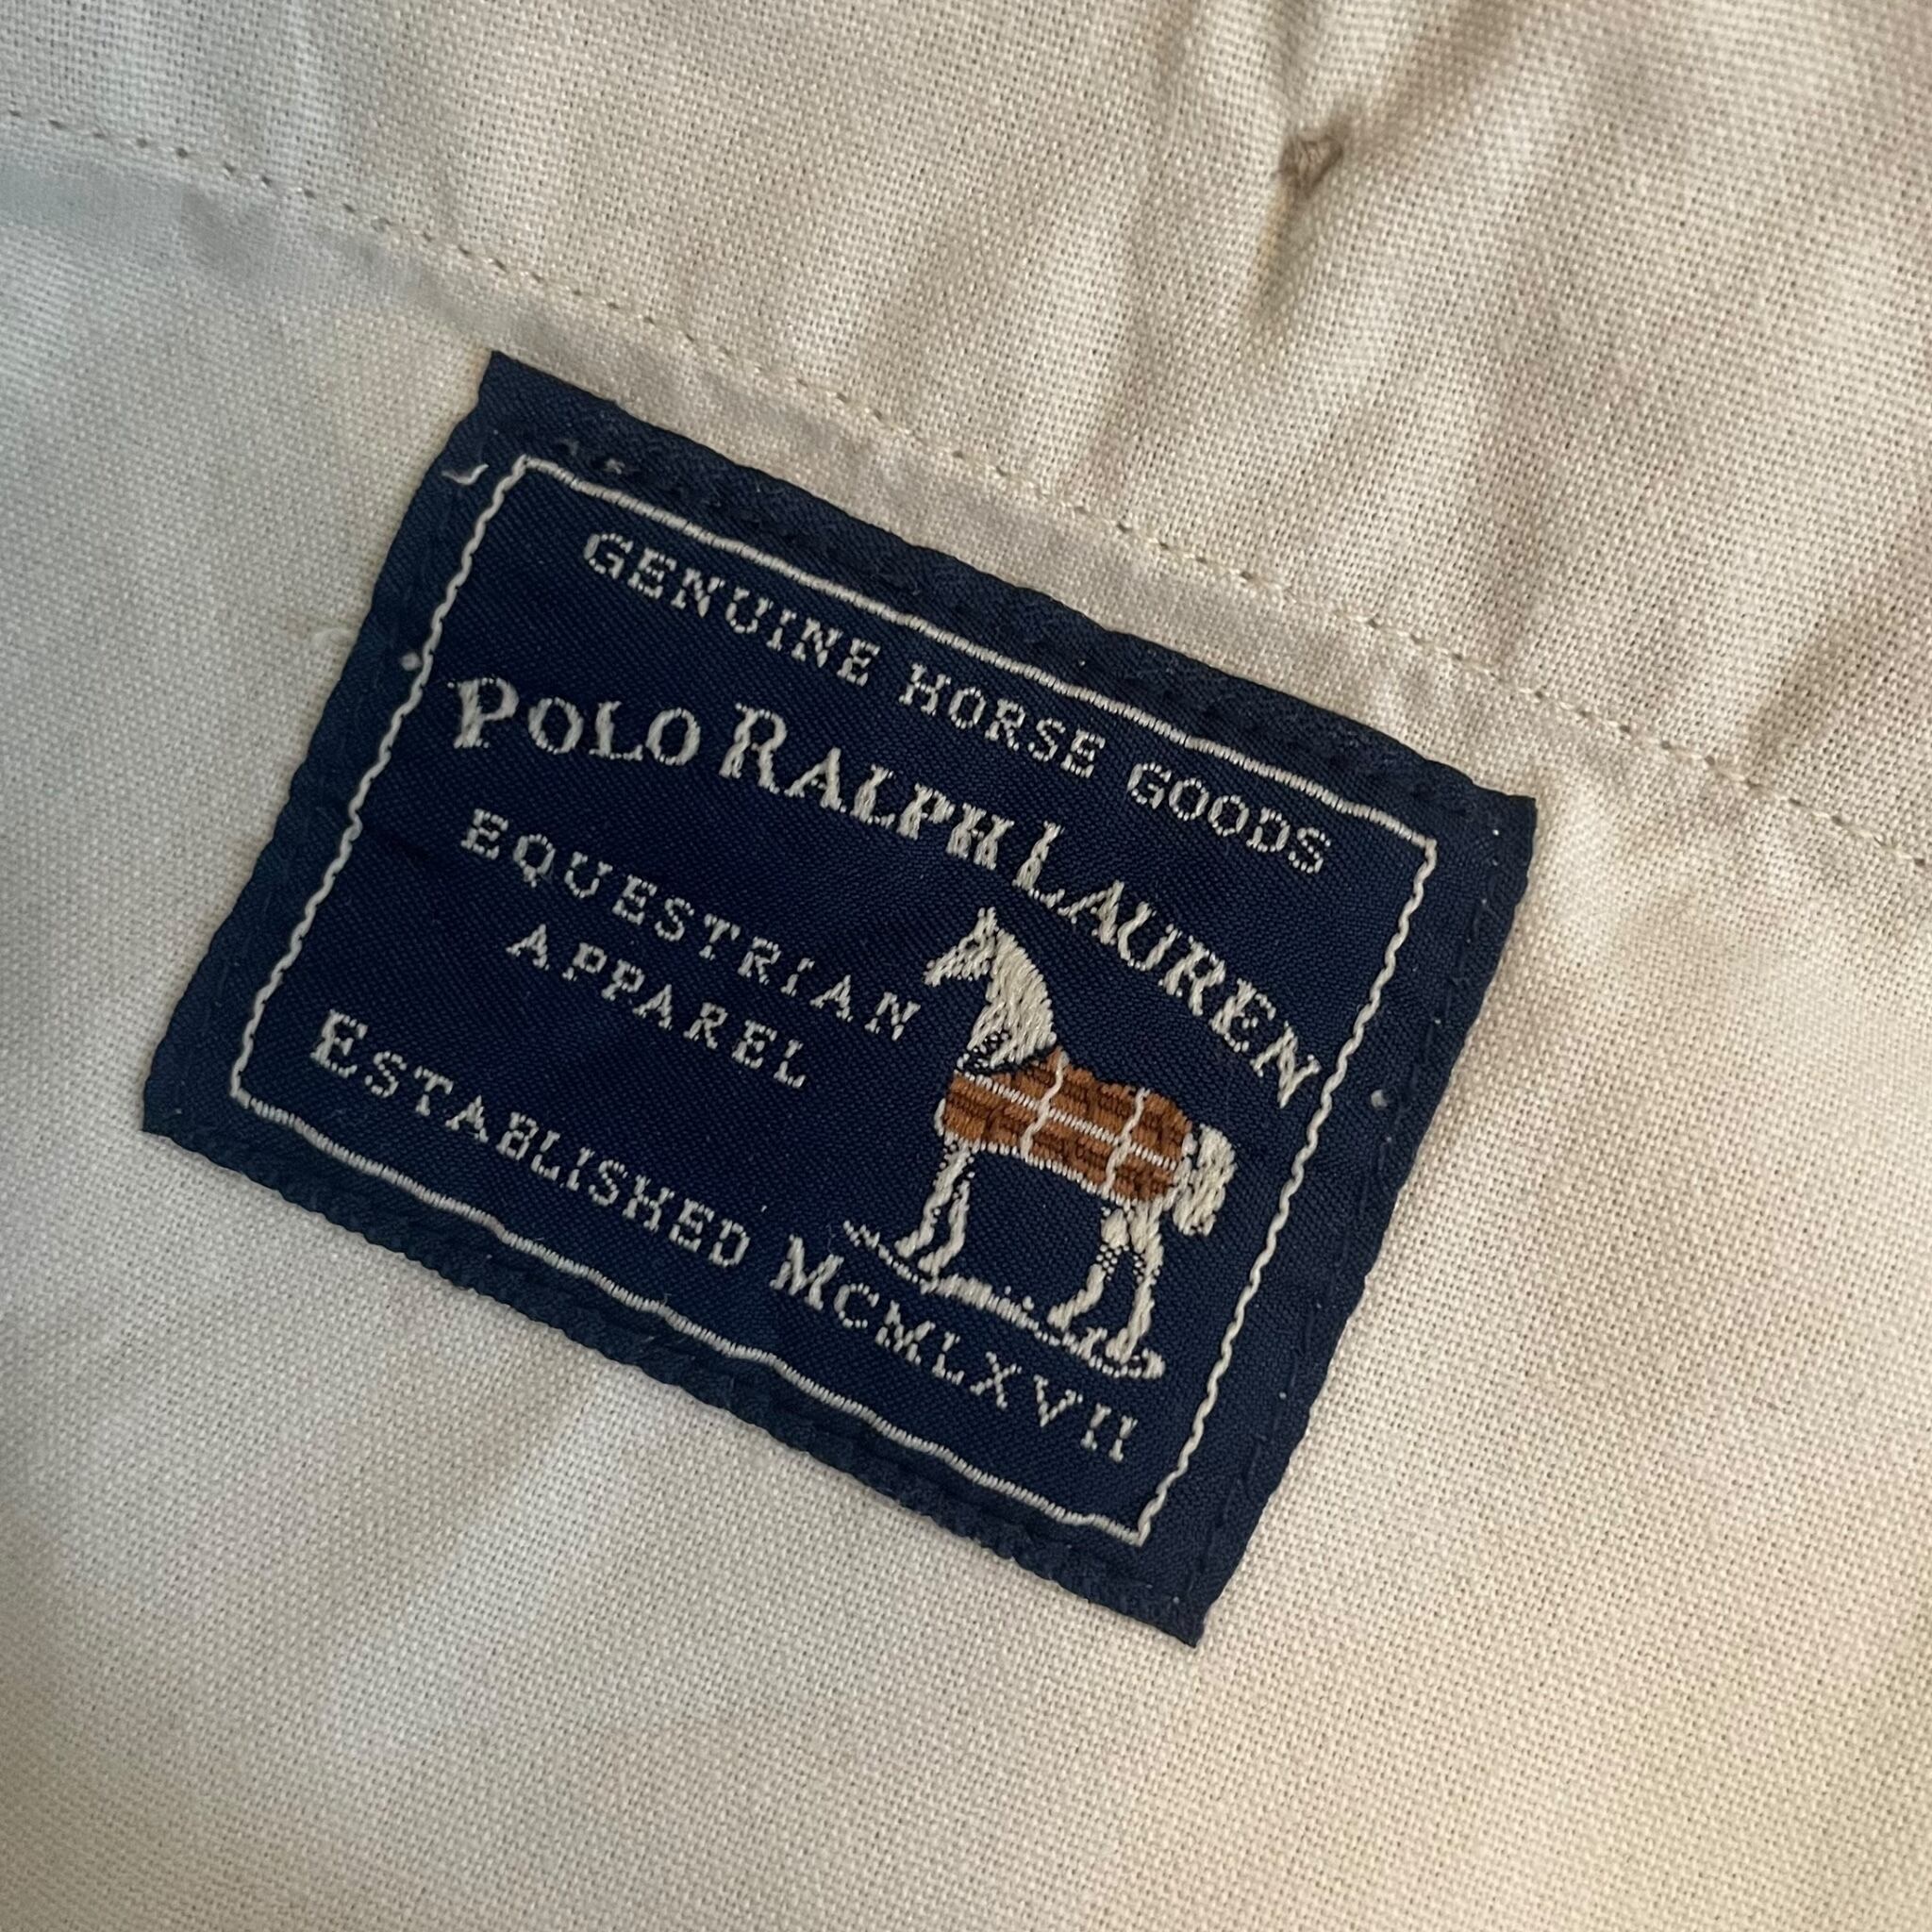 GENUINE HORSE GOODS
POLO RALPH LAUREN
EQUESTRIAN
APPAREL
ESTABLISHED MCMLXVII